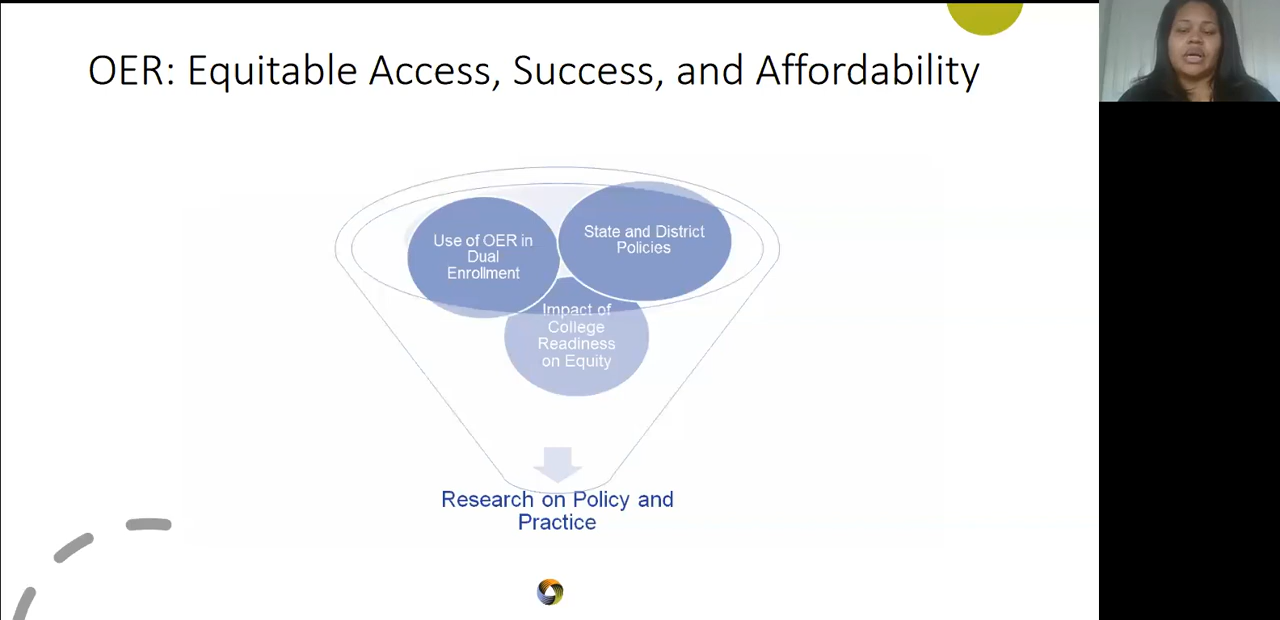 OER: Equitable Access, Success, and Affordability
Use of OER in
Dual
Enrollment
State and District
Policies
Impact of
College
Readiness
on Equity
Research on Policy and
Practice